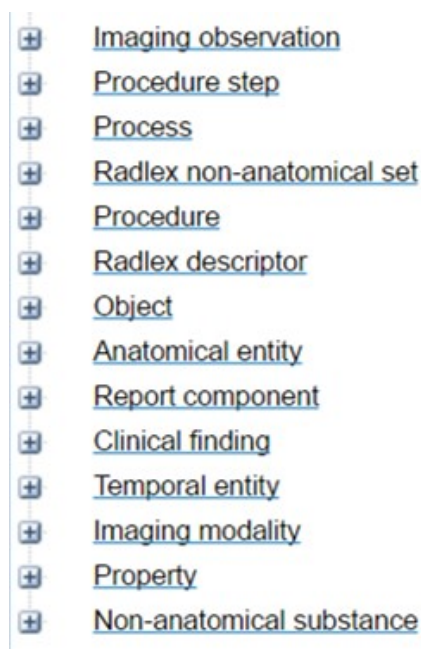 Imaging observation
Procedure step
Process
Radlex non-anatomical set
Procedure
Radlex descriptor
Object
Anatomical entity
Report component
Clinical finding
Temporal entity
Imaging modality
Property
Non-anatomical substance